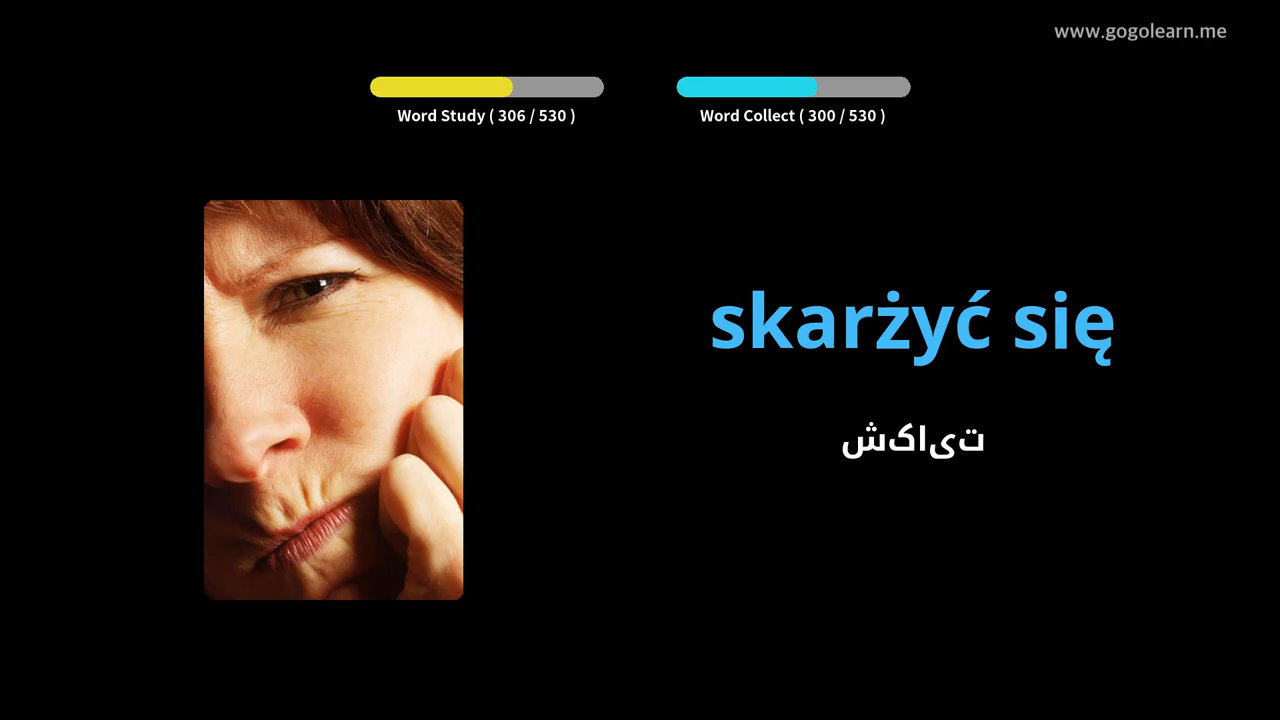 www.gogolearn.me
Word Study ( 306 / 530 )
Word Collect ( 300 / 530 )
skarżyć się
شکایت